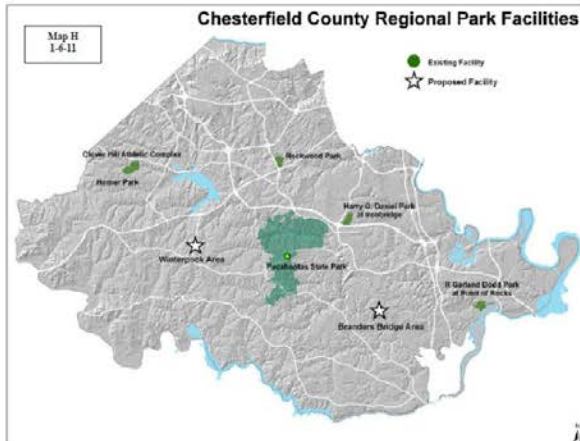 Chesterfield County Regional Park Facilities
Map H
1-6-11
Existing Facility
Proposed Facility
Clover Hill Athletic Complex
Rockwood Park
Horner Park
Harry G. Daniel Park
at Ironbridge
Winterpock Area
Pocahontas State Park
R Garland Dodd Park
at Point of Rocks
Branders Bridge Area